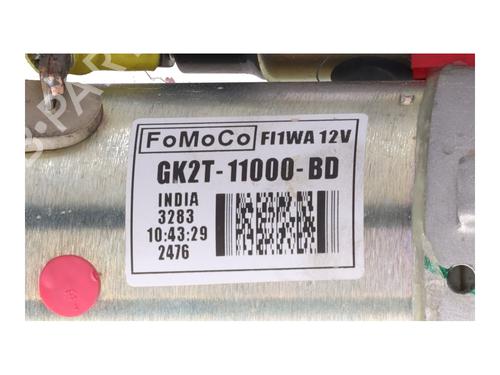 FoMoCo FI1WA 12V
GK2T-11000-BD
INDIA
3283
10:43:29
2476